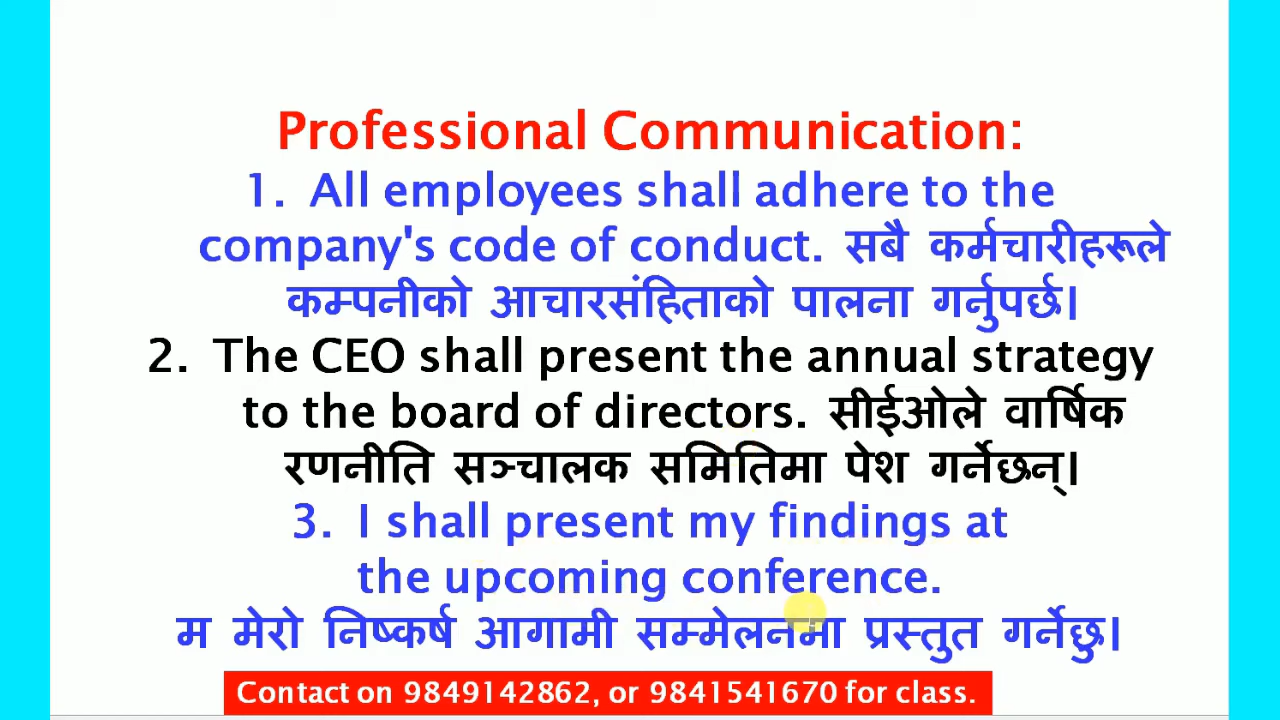 Professional Communication:
1. All employees shall adhere to the
company's code of conduct. सबै कर्मचारीहरूले
कम्पनीको आचारसंहिताको पालना गर्नुपर्छ।
2. The CEO shall present the annual strategy
to the board of directors. सीईओले वार्षिक
रणनीति सञ्चालक समितिमा पेश गर्नेछन्।
3. I shall present my findings at
the upcoming conference.
म मेरो निष्कर्ष आगामी सम्मेलनमा प्रस्तुत गर्नेछु।
Contact on 9849142862, or 9841541670 for class.